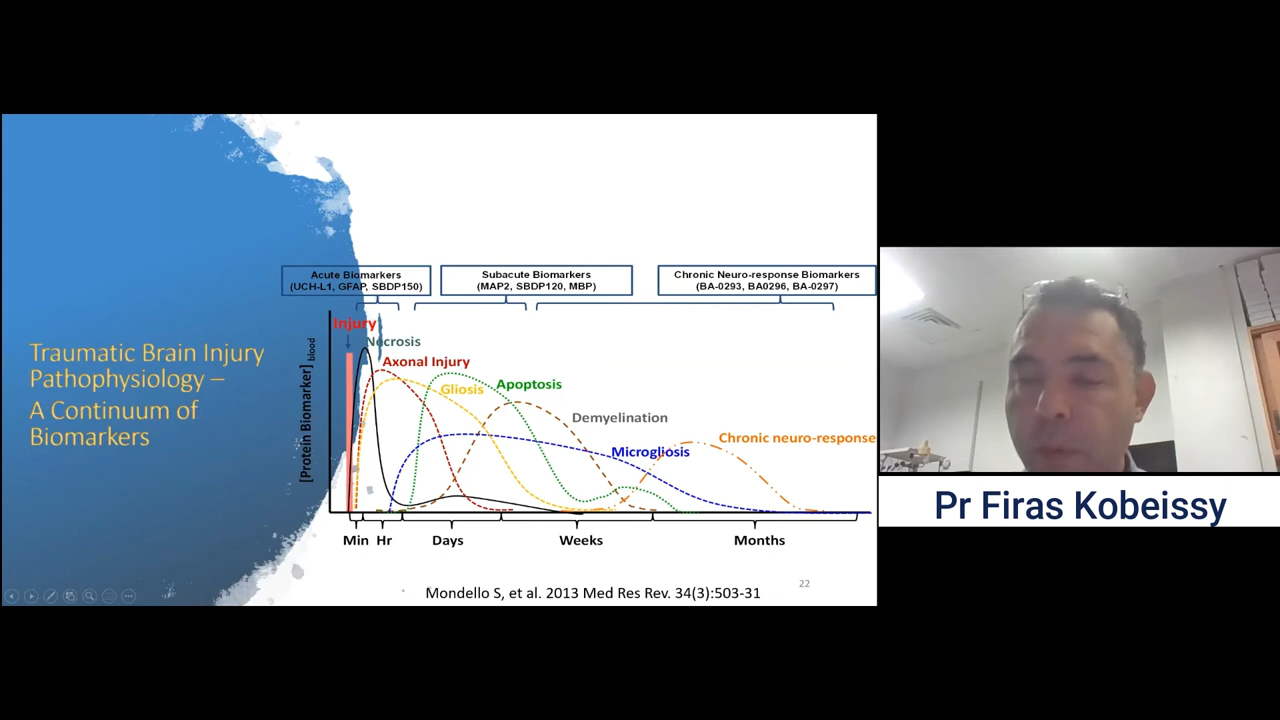 Traumatic Brain Injury
Pathophysiology –
A Continuum of
Biomarkers
Acute Biomarkers
(UCH-L1, GFAP, SBDP150)
Subacute Biomarkers
(MAP2, SBDP120, MBP)
Chronic Neuro-response Biomarkers
(BA-0293, BA0296, BA-0297)
[Protein Biomarker] blood
Injury
Necrosis
Axonal Injury
Gliosis
Apoptosis
Demyelination
Microgliosis
Chronic neuro-response
Min Hr Days Weeks Months
22
Mondello S, et al. 2013 Med Res Rev. 34(3):503-31
Pr Firas Kobeissy